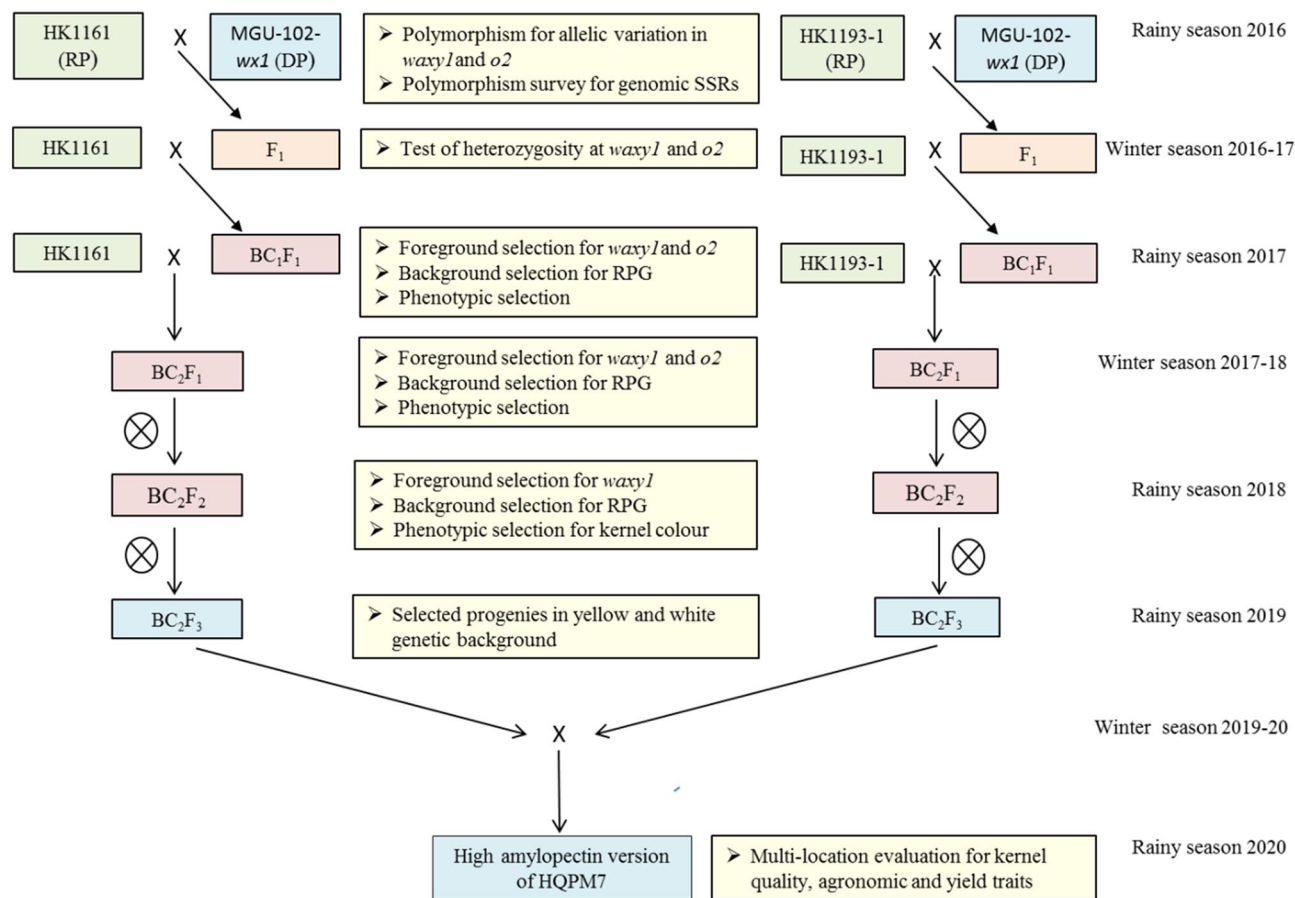 HK1161
(RP)
X
MGU-102-
wx1 (DP)
➢ Polymorphism for allelic variation in
waxy1and o2
➢ Polymorphism survey for genomic SSRs
HK1193-1
(RP)
X
MGU-102-
wx1 (DP)
Rainy season 2016
HK1161
X
F₁
➢ Test of heterozygosity at waxy1 and o2
HK1193-1
X
F₁
Winter season 2016-17
HK1161
X
BC₁F₁
➢ Foreground selection for waxy1and o2
➢ Background selection for RPG
➢ Phenotypic selection
HK1193-1
X
BC₁F₁
Rainy season 2017
BC₂F₁
➢ Foreground selection for waxy1 and o2
➢ Background selection for RPG
➢ Phenotypic selection
BC₂F₁
Winter season 2017-18
BC₂F₂
➢ Foreground selection for waxy1
➢ Background selection for RPG
➢ Phenotypic selection for kernel colour
BC₂F₂
Rainy season 2018
BC₂F₃
➢ Selected progenies in yellow and white
genetic background
BC₂F₃
Rainy season 2019
X
Winter season 2019-20
High amylopectin version
of HQPM7
➢ Multi-location evaluation for kernel
quality, agronomic and yield traits
Rainy season 2020